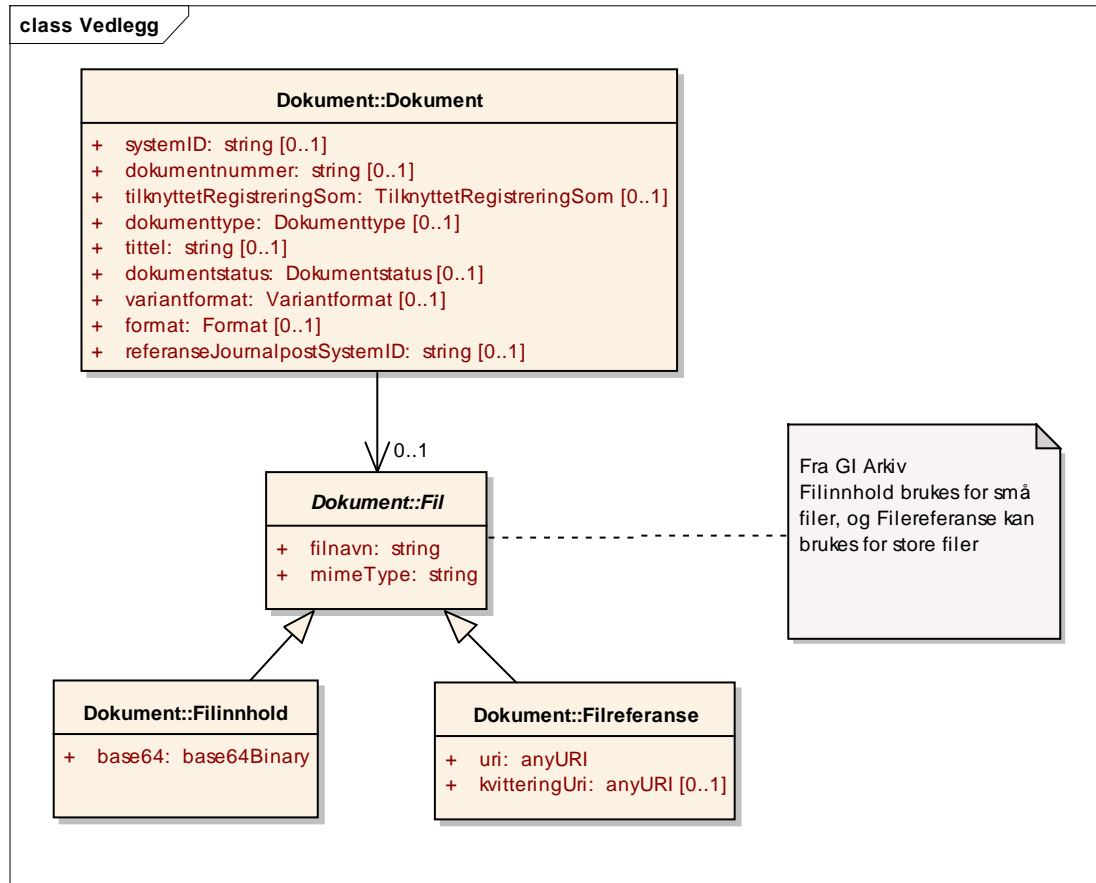 class Vedlegg
Dokument::Dokument
+ systemID: string [0..1]
+ dokumentnummer: string [0..1]
+ tilknyttetRegistreringSom: TilknyttetRegistreringSom [0..1]
+ dokumenttype: Dokumenttype [0..1]
+ tittel: string [0..1]
+ dokumentstatus: Dokumentstatus [0..1]
+ variantformat: Variantformat [0..1]
+ format: Format [0..1]
+ referanseJournalpostSystemID: string [0..1]
0..1
Dokument::Fil
+ filnavn: string
+ mimeType: string
Fra GI Arkiv
Filinnhold brukes for små
filer, og Filereferanse kan
brukes for store filer
Dokument::Filinnhold
+ base64: base64Binary
Dokument::Filreferanse
+ uri: anyURI
+ kvitteringUri: anyURI [0..1]